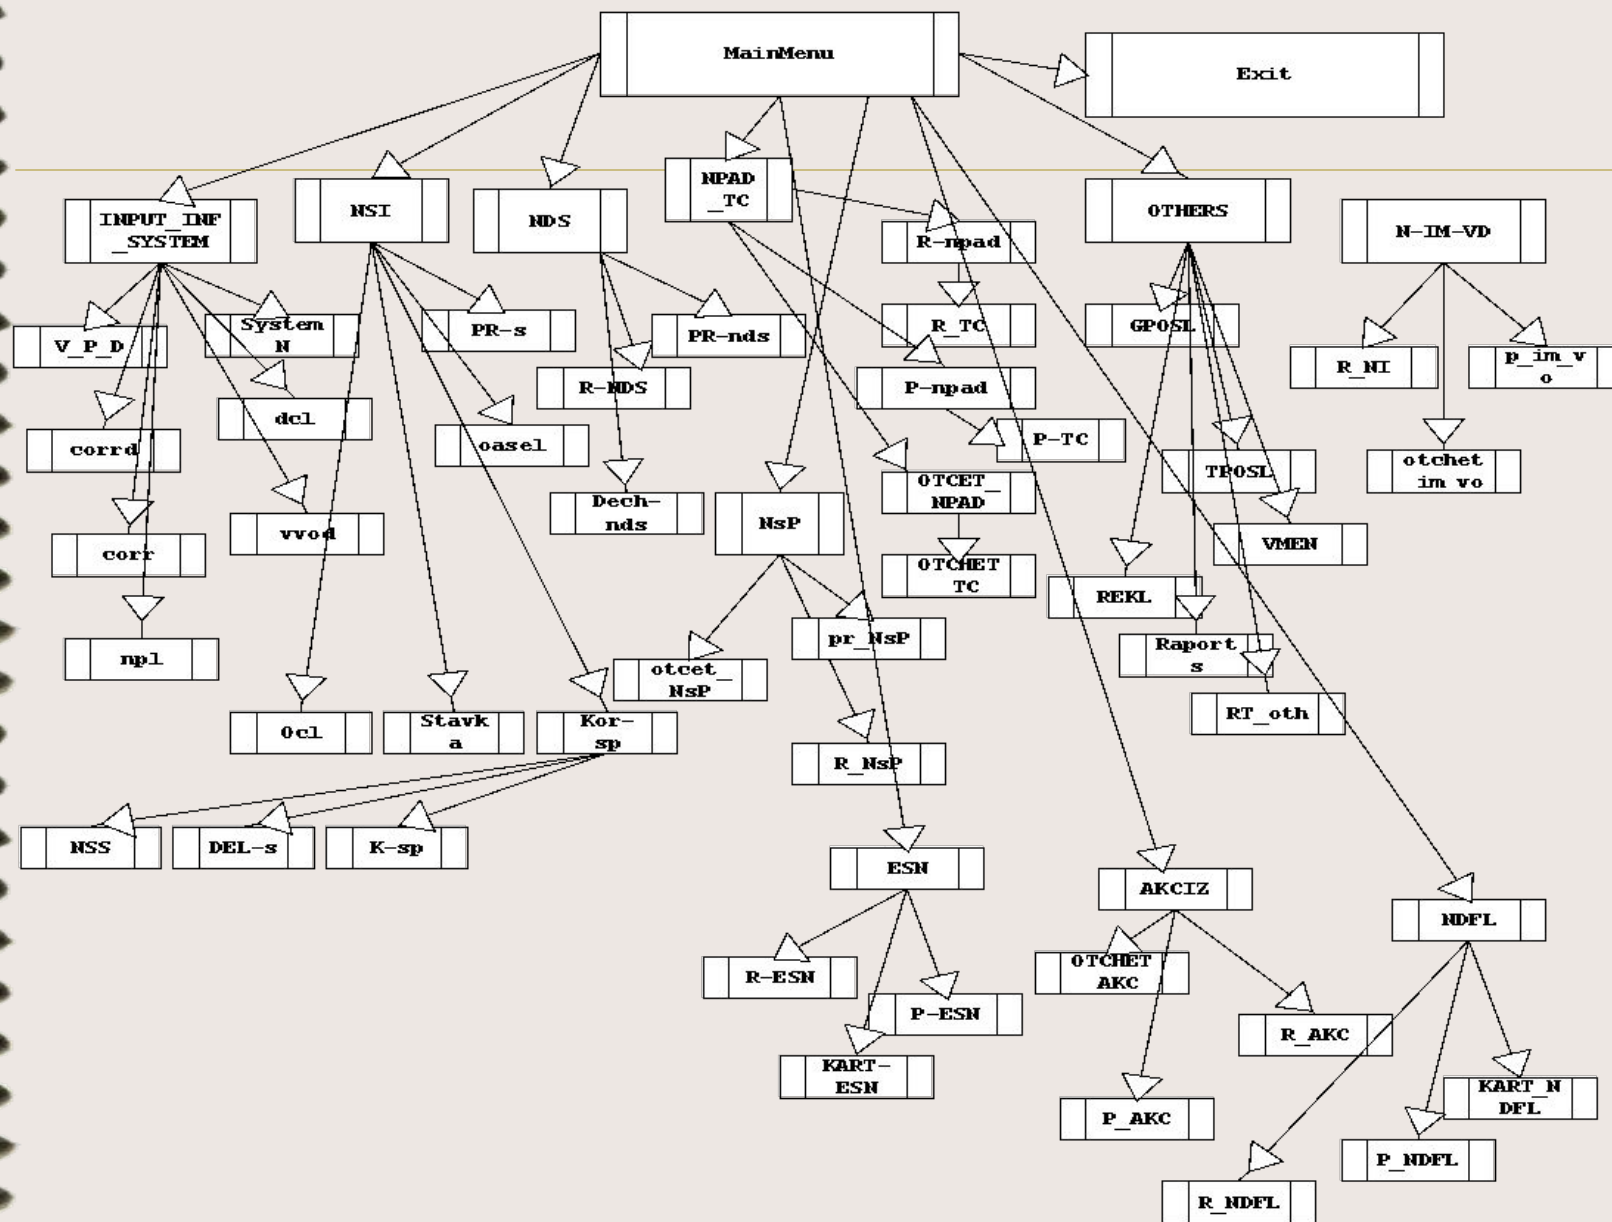 MainMenu
Exit
INPUT_INF
_SYSTEM
NSI
NDS
NPAD
_TC
R-npad
OTHERS
N-IM-VD
V_P_D
System
N
PR-s
PR-nds
R_TC
GPOSL
R_NI
p_im_v
o
corrd
dcl
oasel
R-NDS
P-npad
P-TC
TPOSL
otchet
im vo
corr
vvod
Dech-
nds
NsP
OTCET_
NPAD
VMEN
OTCHET
TC
REKL
npl
otcet_
NsP
pr_NsP
Raport
s
Ocl
Stavk
a
Kor-
sp
R_NsP
RT_oth
NSS
DEL-s
K-sp
ESN
AKCIZ
NDFL
R-ESN
P-ESN
OTCHET
AKC
R_AKC
KART-
ESN
P_AKC
KART_N
DFL
P_NDFL
R_NDFL